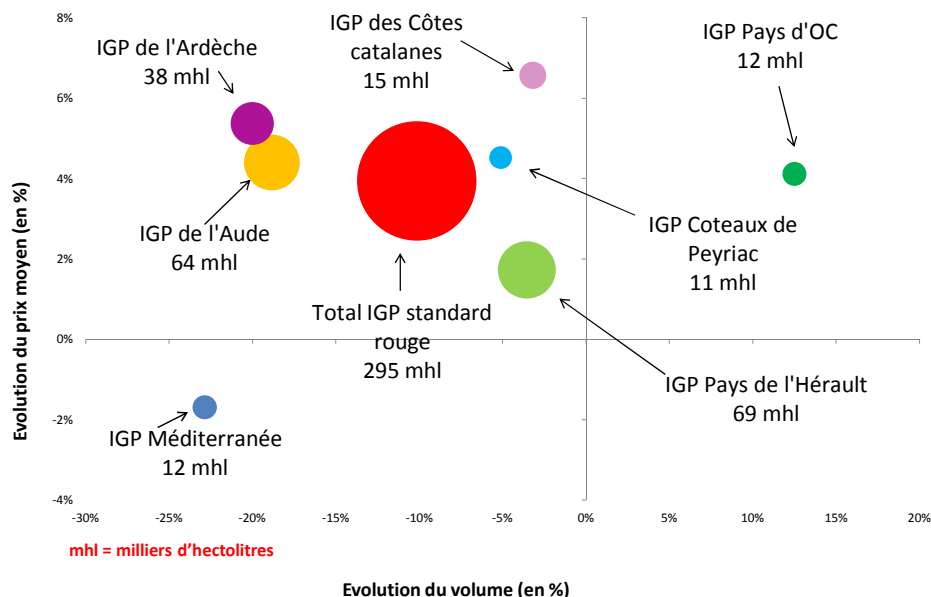 8%
6%
4%
2%
0%
-2%
-4%
Evolution du prix moyen (en %)
IGP de l'Ardèche
38 mhl
IGP des Côtes
catalanes
15 mhl
IGP Pays d'OC
12 mhl
IGP de l'Aude
64 mhl
IGP Coteaux de
Peyriac
11 mhl
Total IGP standard
rouge
295 mhl
IGP Pays de l'Hérault
69 mhl
IGP Méditerranée
12 mhl
-30%
-25%
-20%
-15%
-10%
-5%
0%
5%
10%
15%
20%
mhl = milliers d’hectolitres
Evolution du volume (en %)